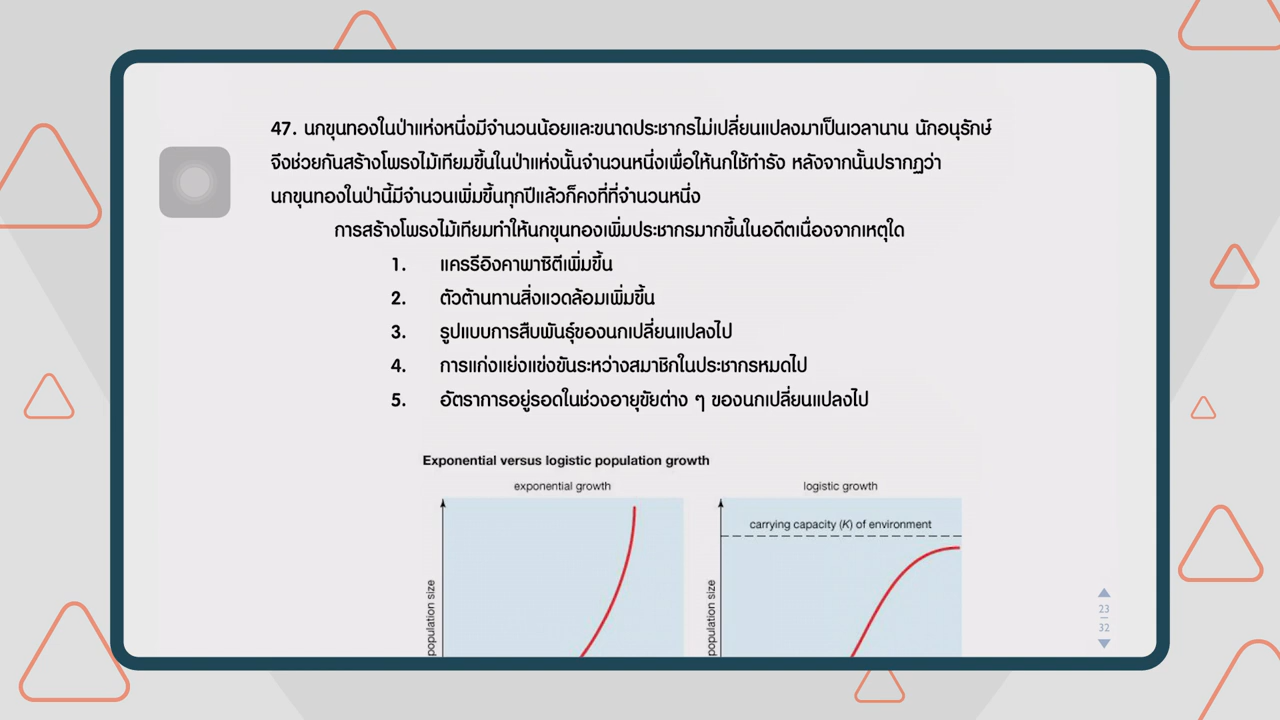 47. นกขุนทองในป่าแห่งหนึ่งมีจำนวนน้อยและขนาดประชากรไม่เปลี่ยนแปลงมาเป็นเวลานาน นักอนุรักษ์
จึงช่วยกันสร้างโพรงไม้เทียมขึ้นในป่าแห่งนั้นจำนวนหนึ่งเพื่อให้นกใช้ทำรัง หลังจากนั้นปรากฏว่า
นกขุนทองในป่านี้มีจำนวนเพิ่มขึ้นทุกปีแล้วก็คงที่ที่จำนวนหนึ่ง
การสร้างโพรงไม้เทียมทำให้นกขุนทองเพิ่มประชากรมากขึ้นในอดีตเนื่องจากเหตุใด
1. แครรีอิงคาพาซิตีเพิ่มขึ้น
2. ตัวต้านทานสิ่งแวดล้อมเพิ่มขึ้น
3. รูปแบบการสืบพันธุ์ของนกเปลี่ยนแปลงไป
4. การแก่งแย่งแข่งขันระหว่างสมาชิกในประชากรหมดไป
5. อัตราการอยู่รอดในช่วงอายุขัยต่าง ๆ ของนกเปลี่ยนแปลงไป
Exponential versus logistic population growth
exponential growth
population size
logistic growth
carrying capacity (K) of environment
population size
23
32